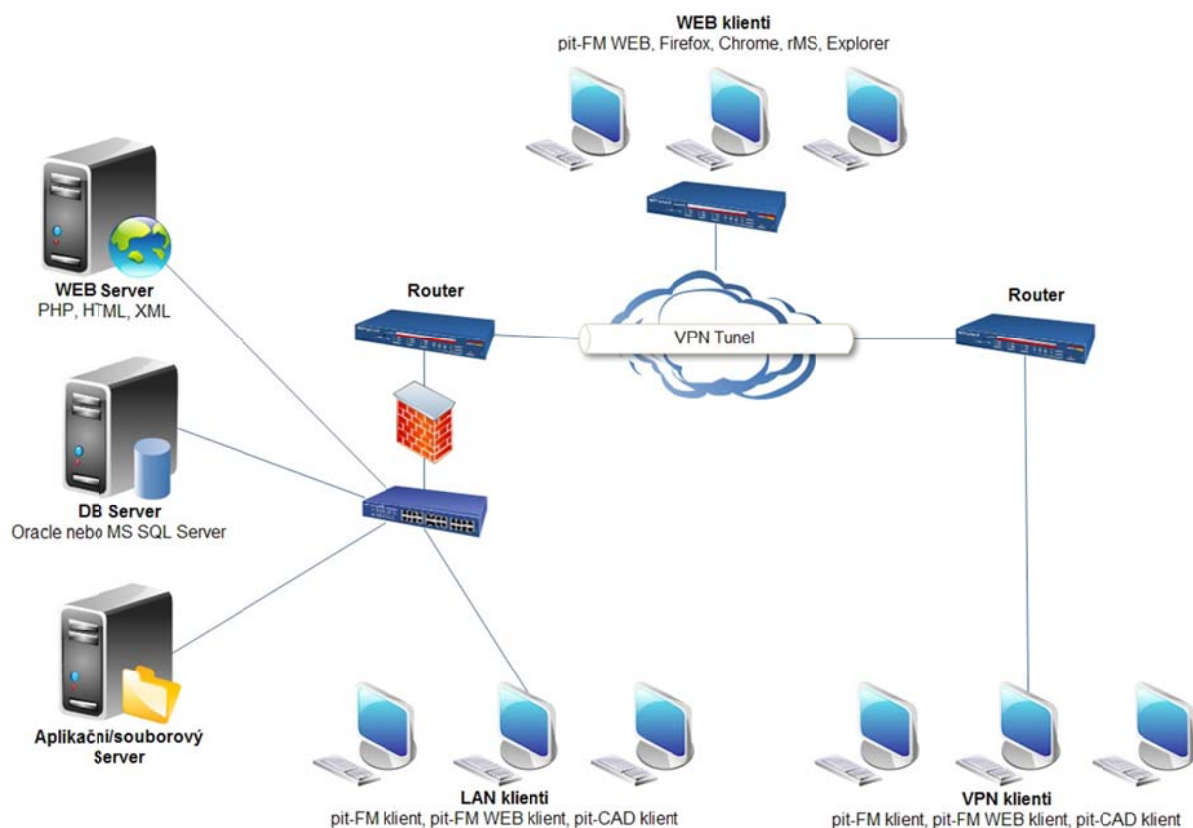 WEB klienti
pit-FM WEB, Firefox, Chrome, rMS, Explorer
WEB Server
PHP, HTML, XML
Router
Router
VPN Tunel
DB Server
Oracle nebo MS SQL Server
Aplikační/souborový
Server
LAN klienti
pit-FM klient, pit-FM WEB klient, pit-CAD klient
VPN klienti
pit-FM klient, pit-FM WEB klient, pit-CAD klient